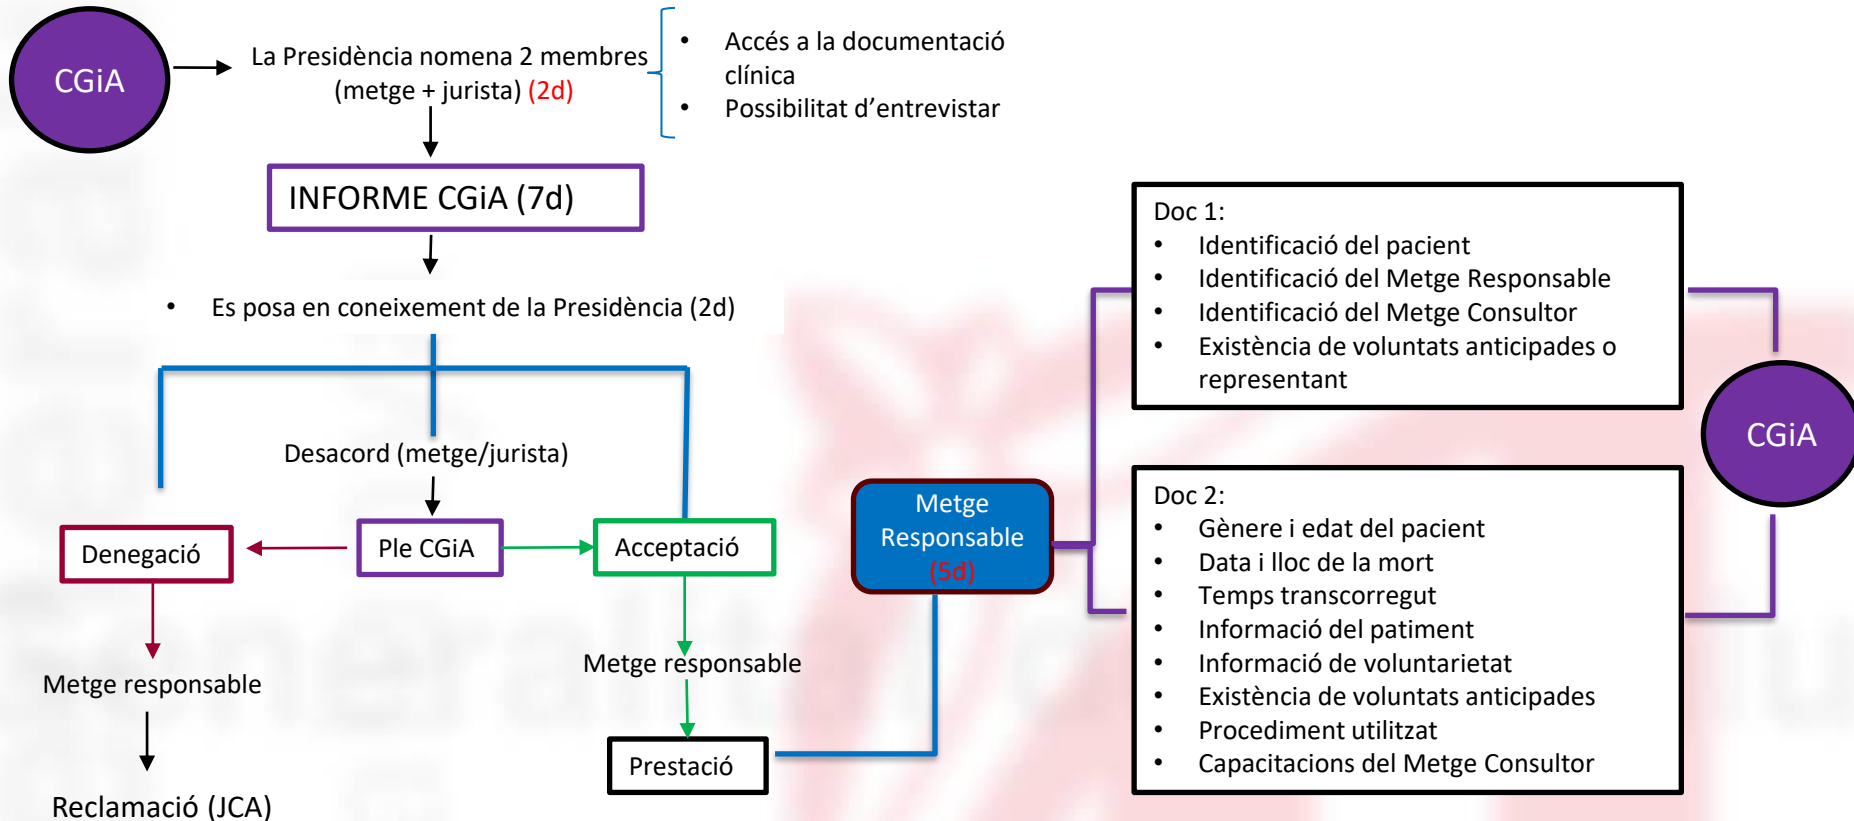 CGiA
La Presidència nomena 2 membres
(metge + jurista) (2d)
• Accés a la documentació
clínica
• Possibilitat d'entrevistar
INFORME CGiA (7d)
• Es posa en coneixement de la Presidència (2d)
Desacord (metge/jurista)
Denegació
Ple CGiA
Acceptació
Metge responsable
Metge responsable
Reclamació (JCA)
Prestació
Metge
Responsable
(5d)
Doc 1:
• Identificació del pacient
• Identificació del Metge Responsable
• Identificació del Metge Consultor
• Existència de voluntats anticipades o
representant
Doc 2:
• Gènere i edat del pacient
• Data i lloc de la mort
• Temps transcorregut
• Informació del patiment
• Informació de voluntarietat
• Existència de voluntats anticipades
• Procediment utilitzat
• Capacitacions del Metge Consultor
CGiA